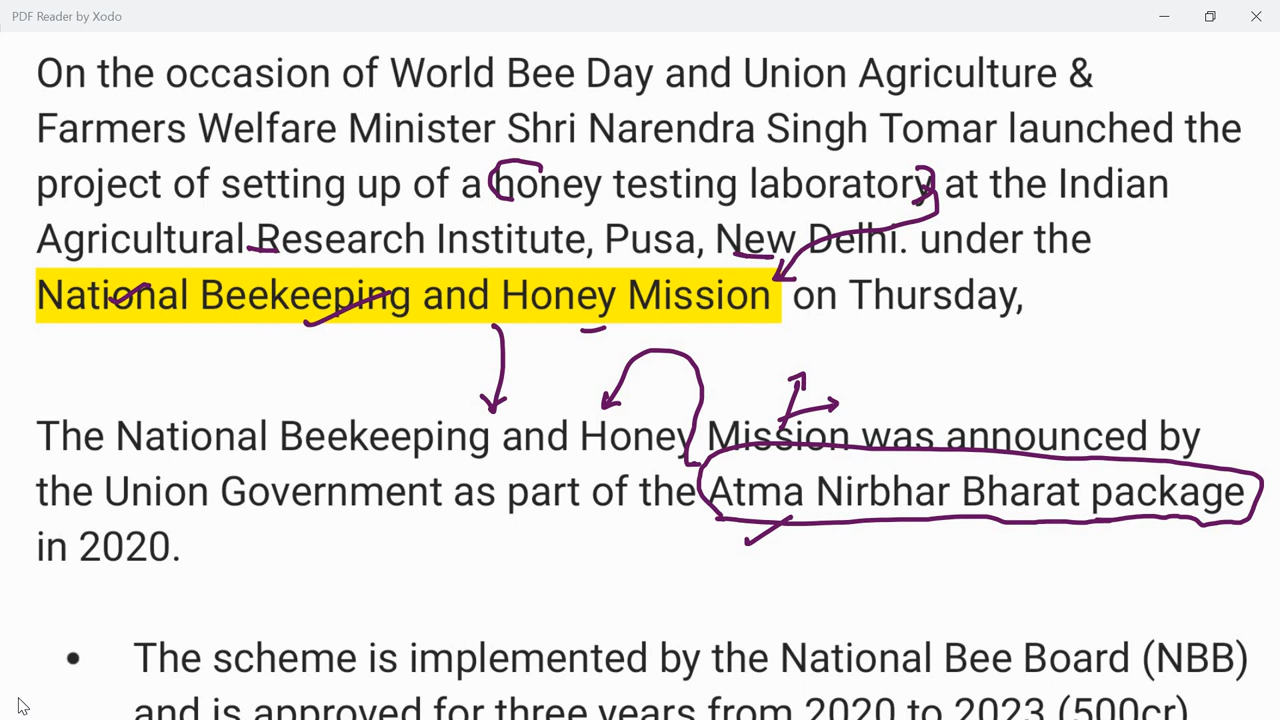 PDF Reader by Xodo
On the occasion of World Bee Day and Union Agriculture &
Farmers Welfare Minister Shri Narendra Singh Tomar launched the
project of setting up of a honey testing laboratory at the Indian
Agricultural Research Institute, Pusa, New Delhi. under the
National Beekeeping and Honey Mission on Thursday,
The National Beekeeping and Honey Mission was announced by
the Union Government as part of the Atma Nirbhar Bharat package
in 2020.
• The scheme is implemented by the National Bee Board (NBB)
and is approved for three years from 2020 to 2023 (500cr)